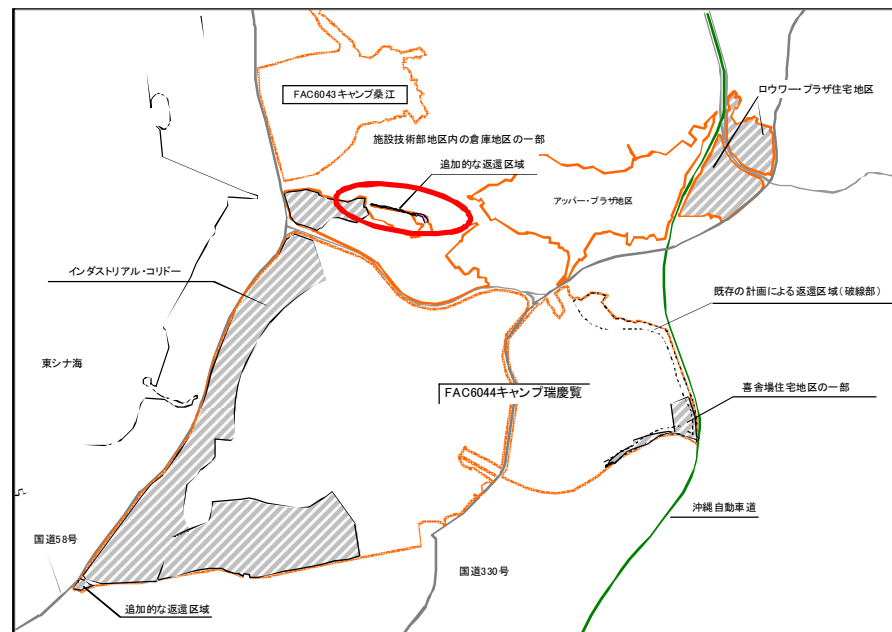 ロウワー・プラザ住宅地区
FAC6043キャンプ桑江
施設技術部地区内の倉庫地区の一部
追加的な返還区域
アッパー・プラザ地区
インダストリアル・コリドー
既存の計画による返還区域(破線部)
東シナ海
FAC6044キャンプ瑞慶覧
喜舎場住宅地区の一部
沖縄自動車道
国道58号
国道330号
追加的な返還区域